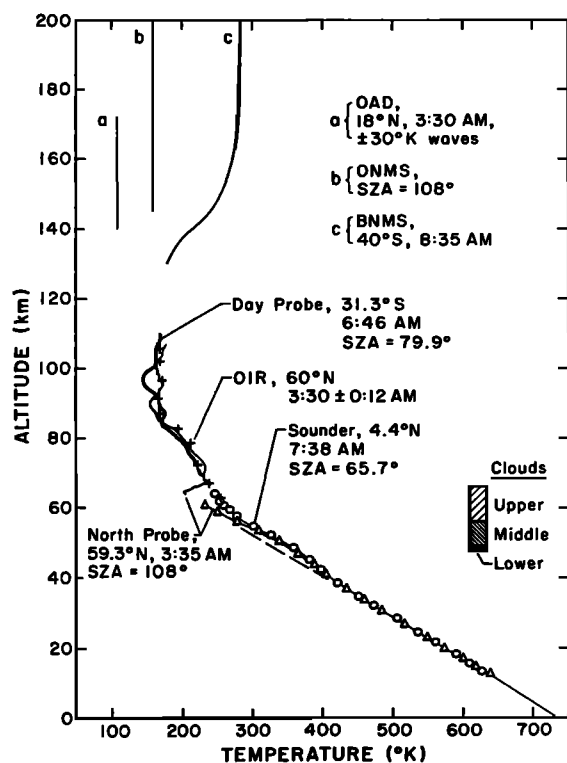 200
180
160
140
120
100
80
60
40
20
0
ALTITUDE (km)
b
c
a
a { OAD,
18°N, 3:30 AM,
±30°K waves
b { ONMS,
SZA = 108°
c { BNMS,
40°S, 8:35 AM
Day Probe, 31.3°S
6:46 AM
SZA = 79.9°
OIR, 60°N
3:30 ± 0:12 AM
Sounder, 4.4°N
7:38 AM
SZA = 65.7°
North Probe,
59.3°N, 3:35 AM
SZA = 108°
Clouds
Upper
Middle
Lower
100 200 300 400 500 600 700
TEMPERATURE (°K)